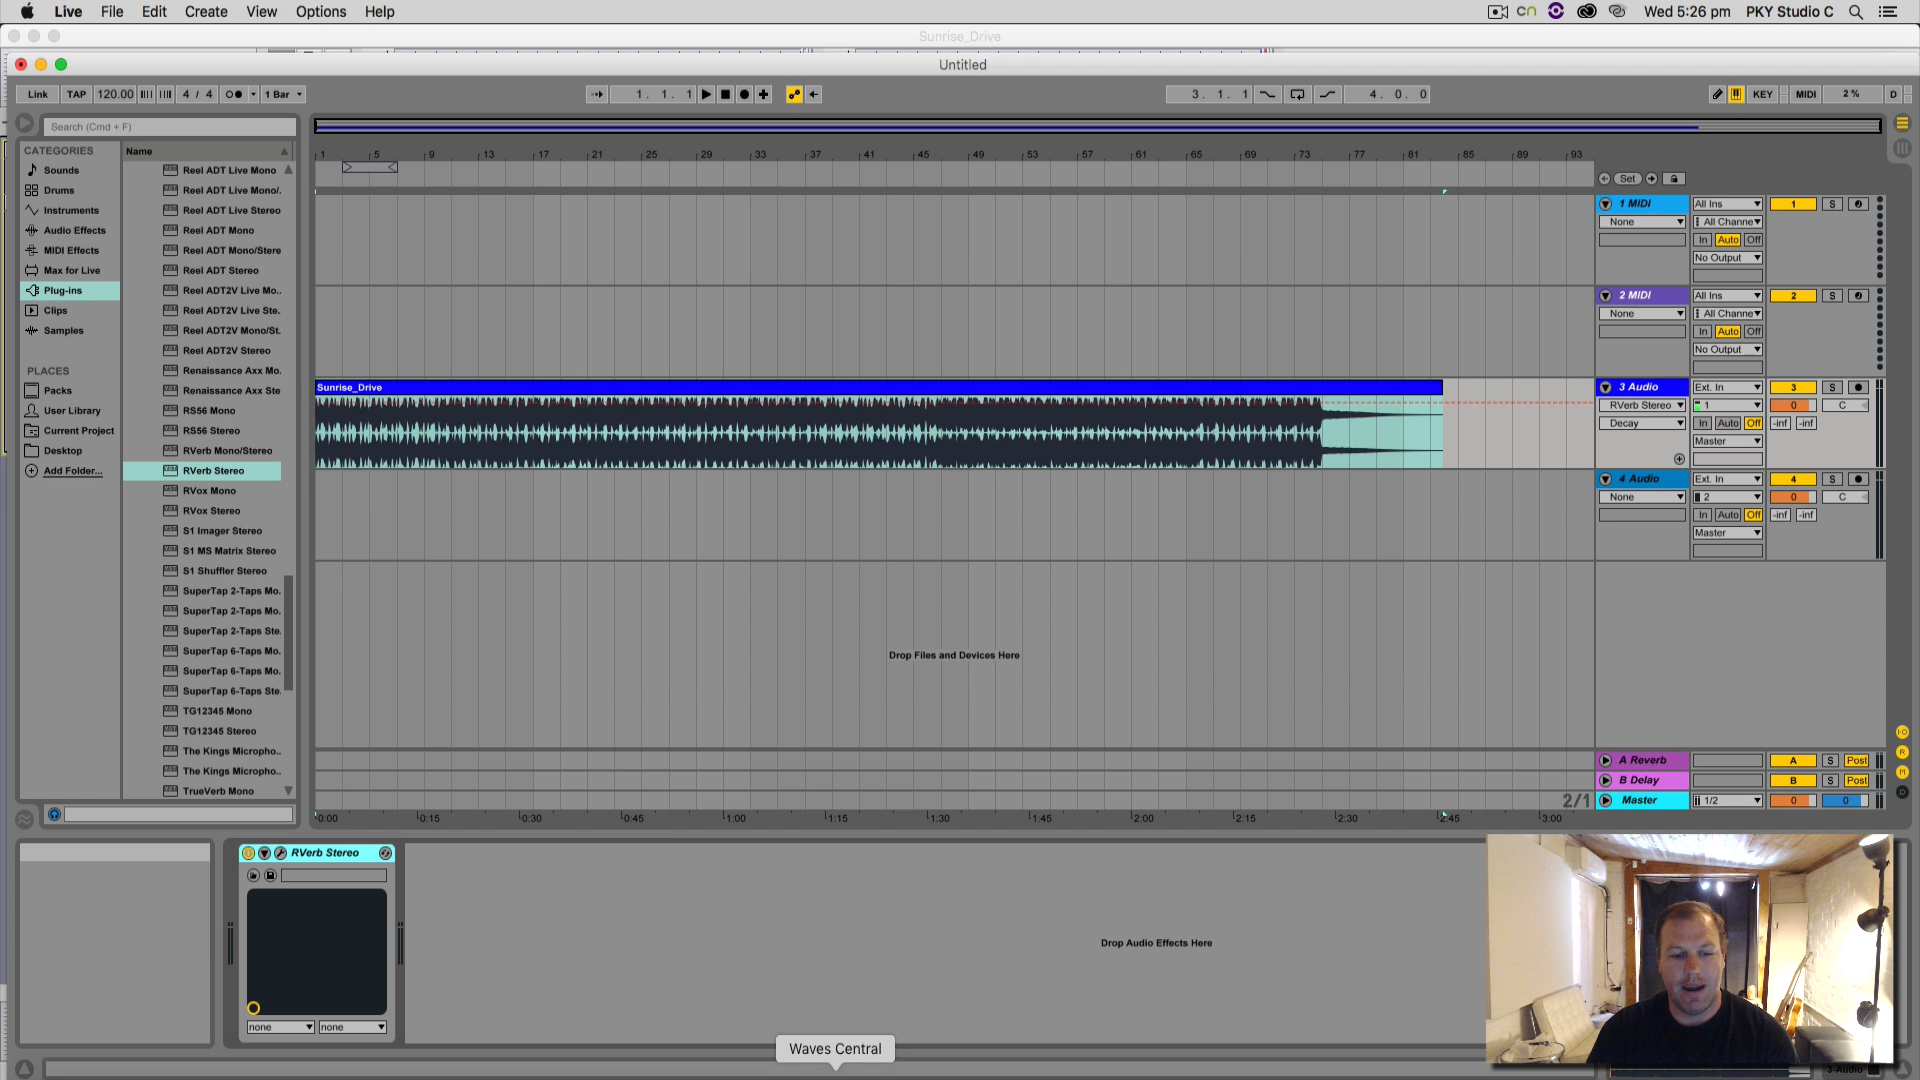 Live File Edit Create View Options Help
Wed 5:26 pm PKY Studio C
Sunrise_Drive
Untitled
Link TAP 120.00 4 / 4 1 Bar 1. 1. 1 3. 1. 1 4. 0. 0 KEY MIDI 2 % D
Search (Cmd + F)
CATEGORIES
Sounds
Drums
Instruments
Audio Effects
MIDI Effects
Max for Live
Plug-ins
Clips
Samples
PLACES
Packs
User Library
Current Project
Desktop
Add Folder...
Name
Reel ADT Live Mono
Reel ADT Live Mono/.
Reel ADT Live Stereo
Reel ADT Mono
Reel ADT Mono/Stere
Reel ADT Stereo
Reel ADT2V Live Mo..
Reel ADT2V Live Ste.
Reel ADT2V Mono/St.
Reel ADT2V Stereo
Renaissance Axx Mo.
Renaissance Axx Ste
RS56 Mono
RS56 Stereo
RVerb Mono/Stereo
RVerb Stereo
RVox Mono
RVox Stereo
S1 Imager Stereo
S1 MS Matrix Stereo
S1 Shuffler Stereo
SuperTap 2-Taps Mo.
SuperTap 2-Taps Mo.
SuperTap 2-Taps Ste.
SuperTap 6-Taps Mo.
SuperTap 6-Taps Mo.
SuperTap 6-Taps Ste.
TG12345 Mono
TG12345 Stereo
The Kings Micropho..
The Kings Micropho..
TrueVerb Mono
1 5 9 13 17 21 25 29 33 37 41 45 49 53 57 61 65 69 73 77 81 85 89 93
Set
1 MIDI All Ins 1 S
None All Channe
In Auto Off
No Output
2 MIDI All Ins 2 S
None All Channe
In Auto Off
No Output
Sunrise_Drive
3 Audio Ext. In 3 S
RVerb Stereo 1 0 C
Decay In Auto Off -inf -inf
Master
4 Audio Ext. In 4 S
None 2 0 C
In Auto Off -inf -inf
Master
Drop Files and Devices Here
A Reverb A S Post
B Delay B S Post
2/1 Master 1/2 0 0
0:00 0:15 0:30 0:45 1:00 1:15 1:30 1:45 2:00 2:15 2:30 2:45 3:00
RVerb Stereo
none none
Drop Audio Effects Here
Waves Central
3-Audio